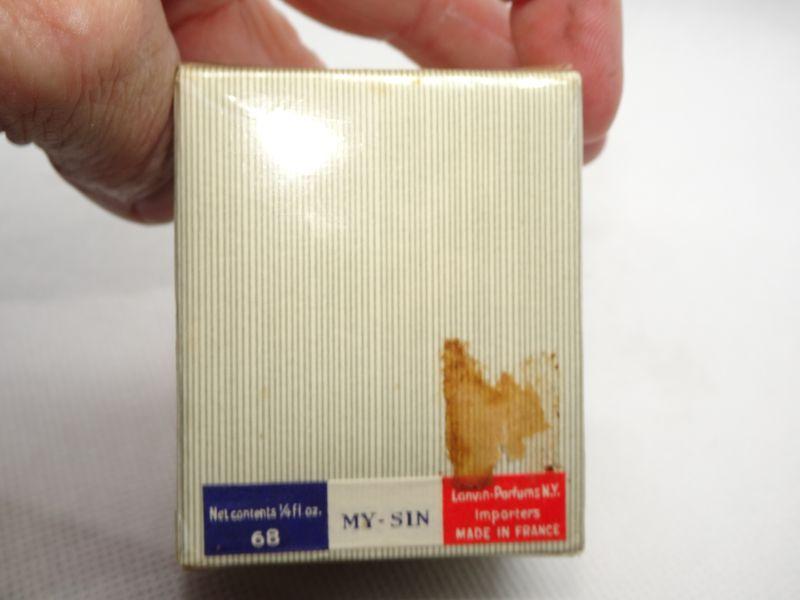 Net contents ¼ fl oz.
68
MY-SIN
Lanvin-Parfums N.Y.
Importers
MADE IN FRANCE